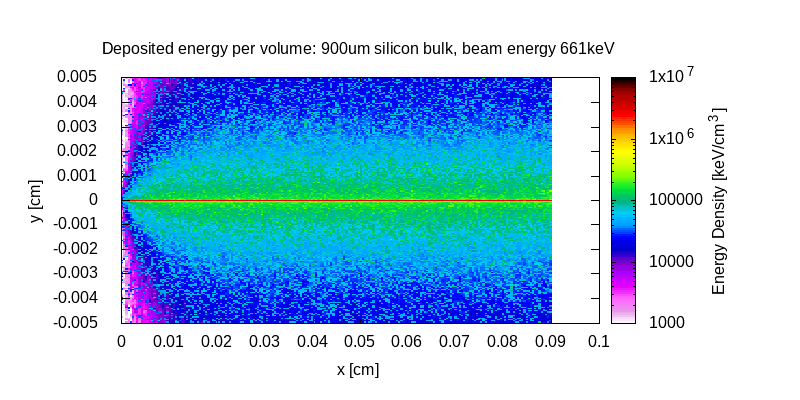 Deposited energy per volume: 900um silicon bulk, beam energy 661keV
0.005
0.004
0.003
0.002
0.001
0
-0.001
-0.002
-0.003
-0.004
-0.005
y [cm]
0 0.01 0.02 0.03 0.04 0.05 0.06 0.07 0.08 0.09 0.1
x [cm]
1x10^7
1x10^6
100000
10000
1000
Energy Density [keV/cm^3]